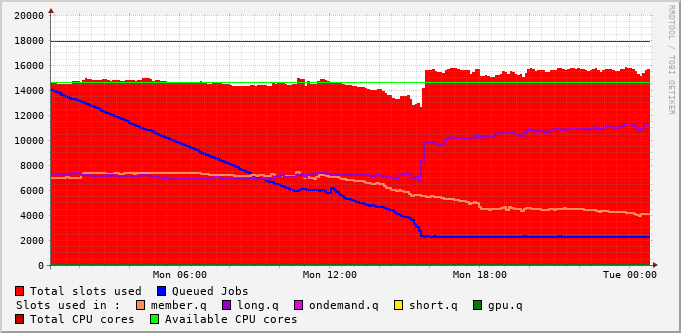 20000
18000
16000
14000
12000
10000
8000
6000
4000
2000
0
Mon 06:00 Mon 12:00 Mon 18:00 Tue 00:00
Total slots used Queued Jobs
Slots used in : member.q long.q ondemand.q short.q gpu.q
Total CPU cores Available CPU cores
RRDTOOL / TOBI OETIKER